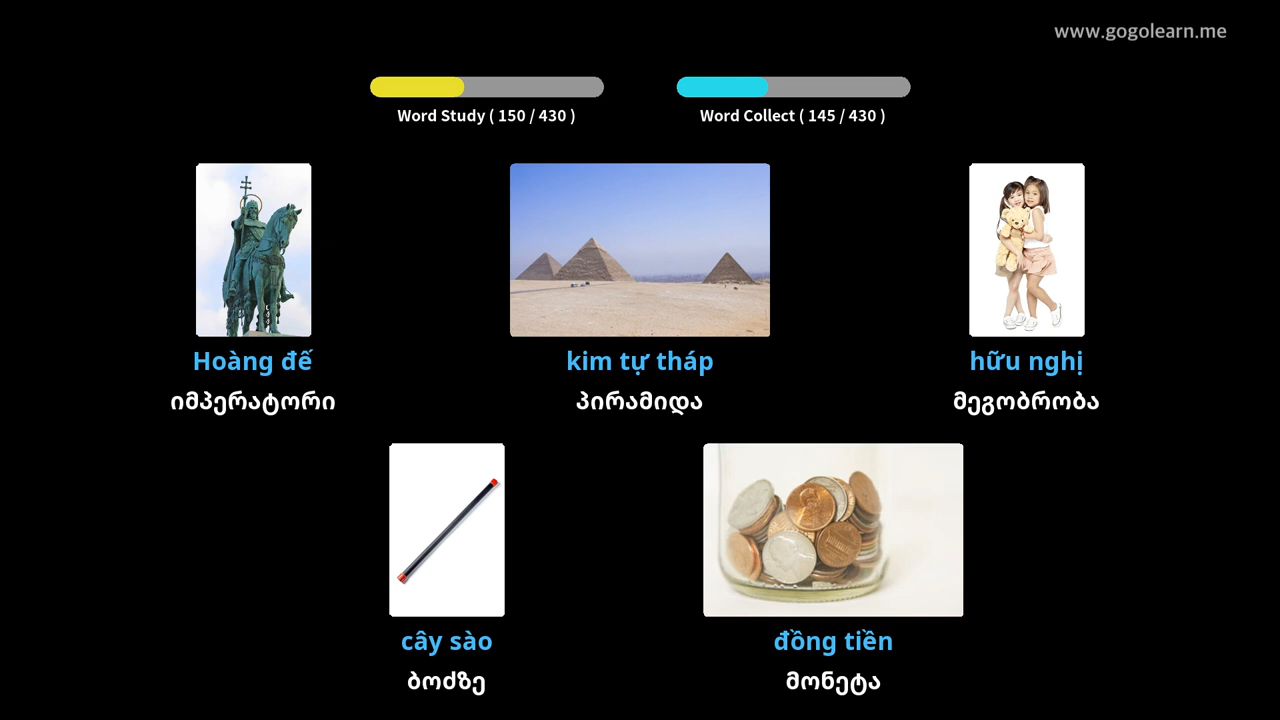 www.gogolearn.me
Word Study ( 150 / 430 )
Word Collect ( 145 / 430 )
Hoàng đế
kim tự tháp
hữu nghị
იმპერატორი
პირამიდა
მეგობრობა
cây sào
đồng tiền
ბოძზე
მონეტა